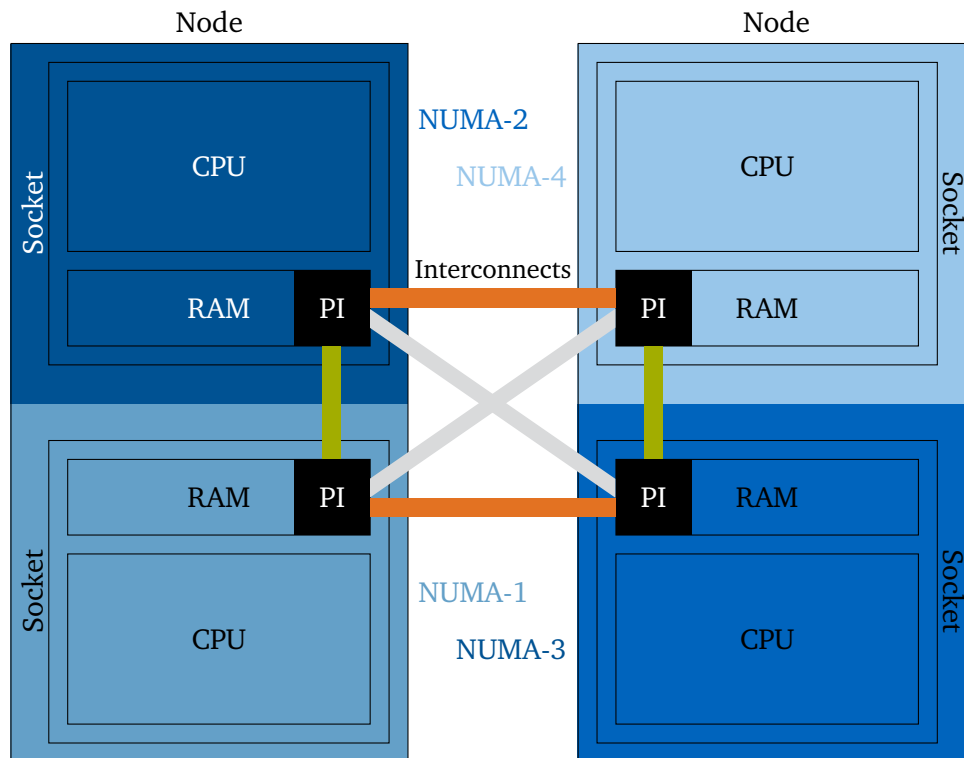 Node
Node
NUMA-2
NUMA-4
CPU
CPU
Socket
Socket
Interconnects
RAM
PI
PI
RAM
RAM
PI
PI
RAM
Socket
Socket
NUMA-1
NUMA-3
CPU
CPU